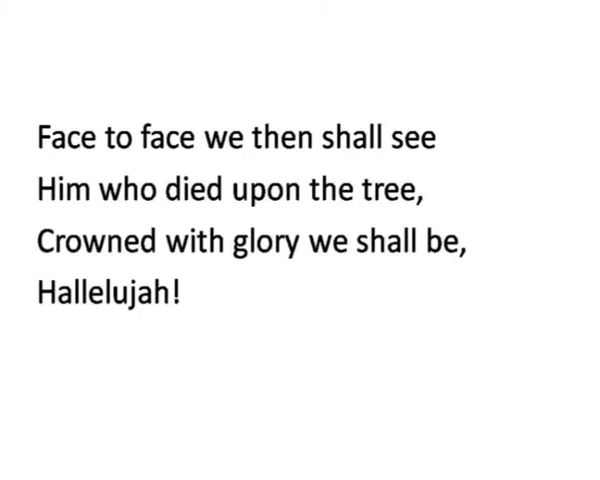 Face to face we then shall see
Him who died upon the tree,
Crowned with glory we shall be,
Hallelujah!